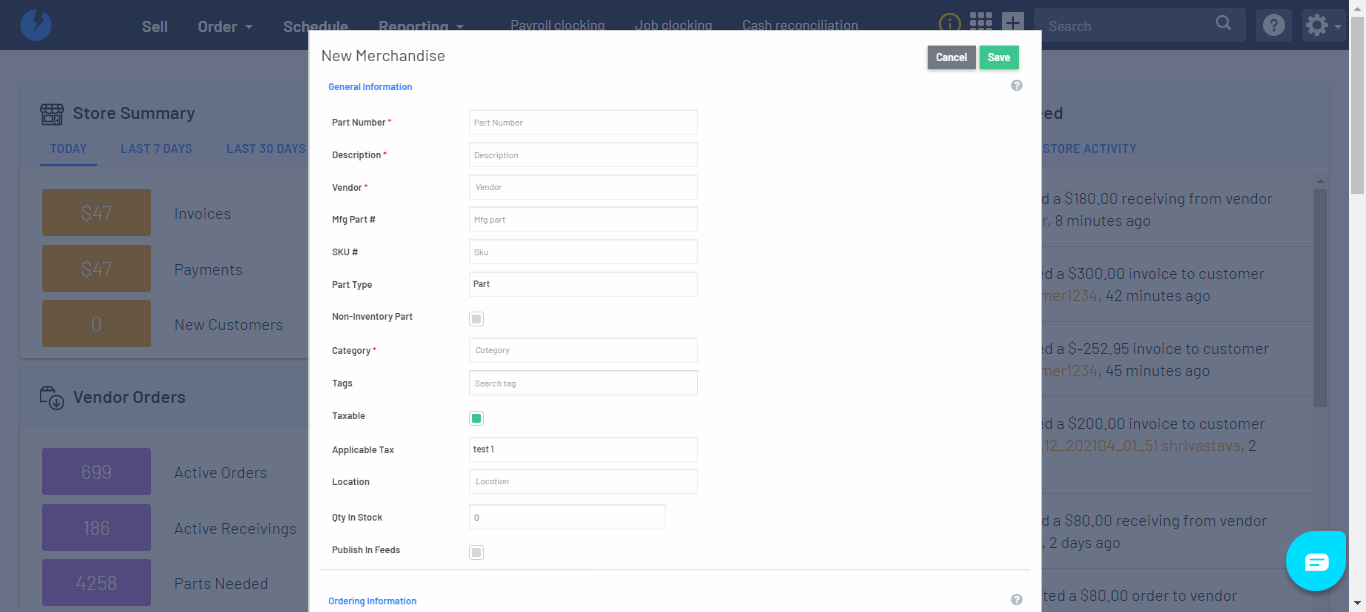 Sell Order Schedule Reporting Payroll clocking Job clocking Cash reconciliation Search
New Merchandise
Cancel Save
General Information
Part Number * Part Number
Description * Description
Vendor * Vendor
Mfg Part # Mfg part
SKU # Sku
Part Type Part
Non-Inventory Part
Category * Category
Tags Search tag
Taxable
Applicable Tax test 1
Location Location
Qty In Stock 0
Publish In Feeds
Ordering Information
Store Summary
TODAY LAST 7 DAYS LAST 30 DAYS
$47 Invoices
$47 Payments
0 New Customers
Vendor Orders
699 Active Orders
186 Active Receivings
4258 Parts Needed
eed
STORE ACTIVITY
d a $180.00 receiving from vendor
r, 8 minutes ago
ed a $300.00 invoice to customer
mer1234, 42 minutes ago
ed a $-252.95 invoice to customer
mer1234, 45 minutes ago
ed a $200.00 invoice to customer
12_202104_01_51 shrivastava, 2
d a $80.00 receiving from vendor
, 2 days ago
ted a $80.00 order to vendor